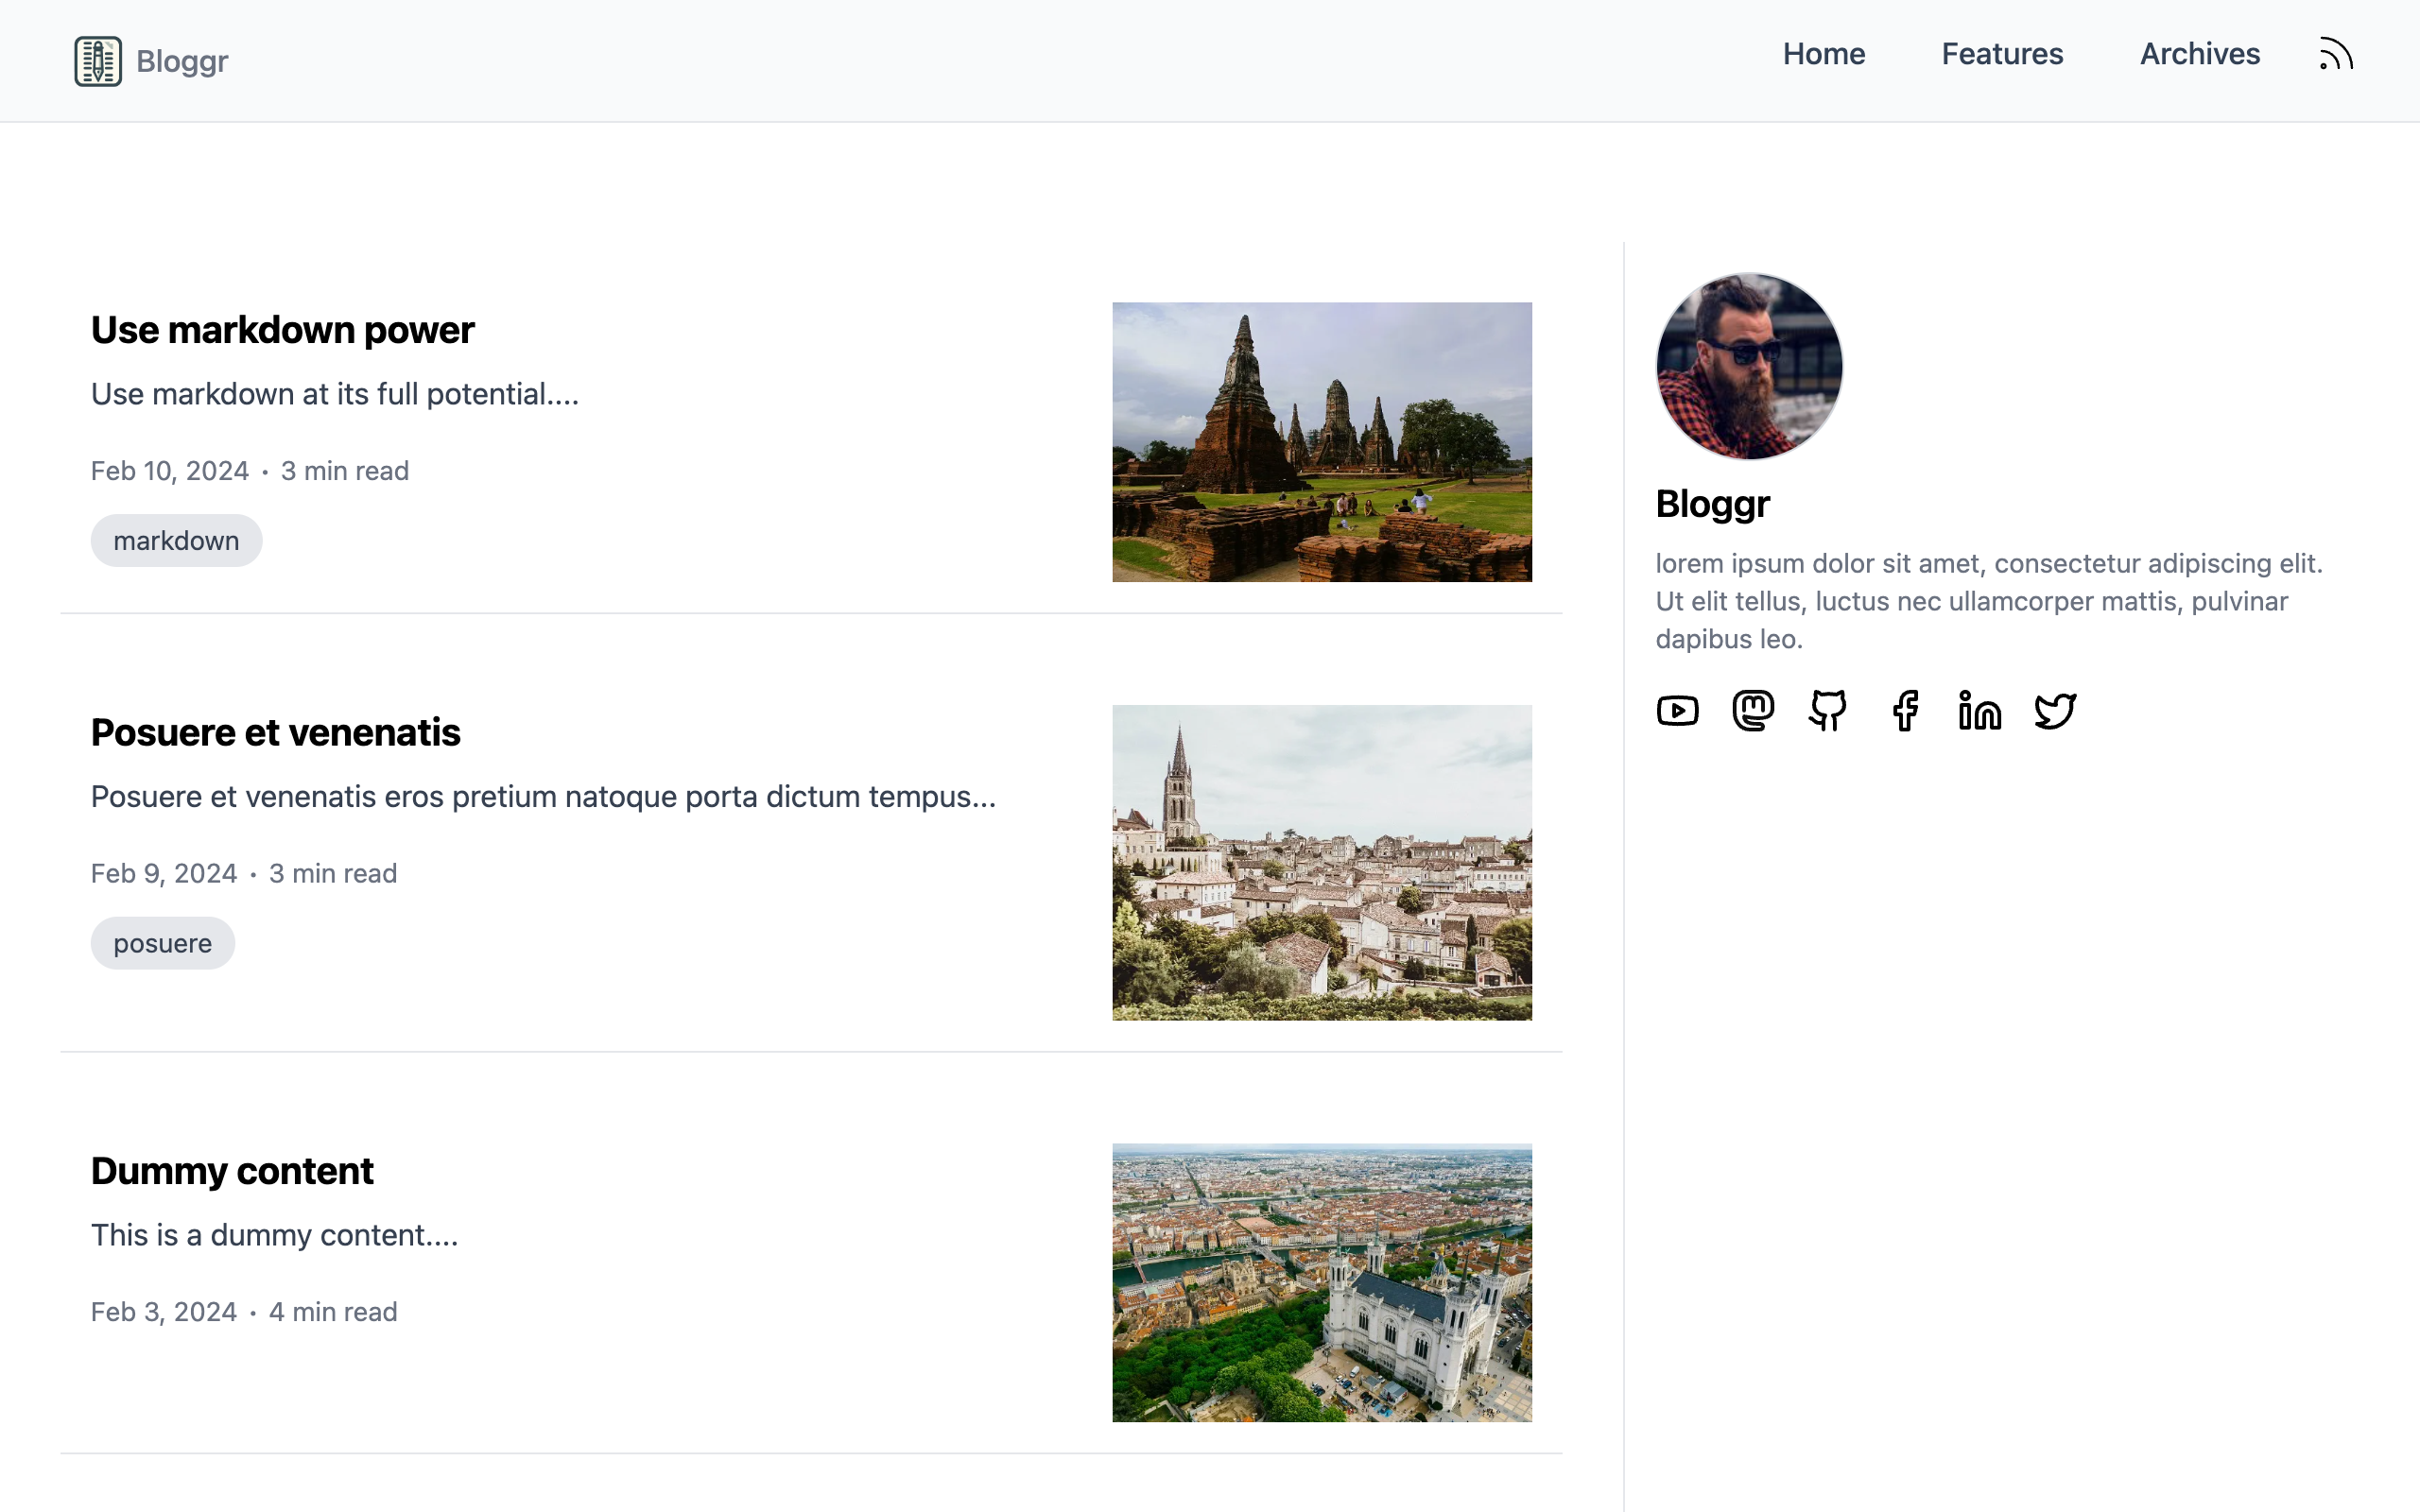 Bloggr
Home
Features
Archives
Use markdown power
Use markdown at its full potential....
Feb 10, 2024 • 3 min read
markdown
Posuere et venenatis
Posuere et venenatis eros pretium natoque porta dictum tempus...
Feb 9, 2024 • 3 min read
posuere
Dummy content
This is a dummy content....
Feb 3, 2024 • 4 min read
Bloggr
lorem ipsum dolor sit amet, consectetur adipiscing elit.
Ut elit tellus, luctus nec ullamcorper mattis, pulvinar
dapibus leo.